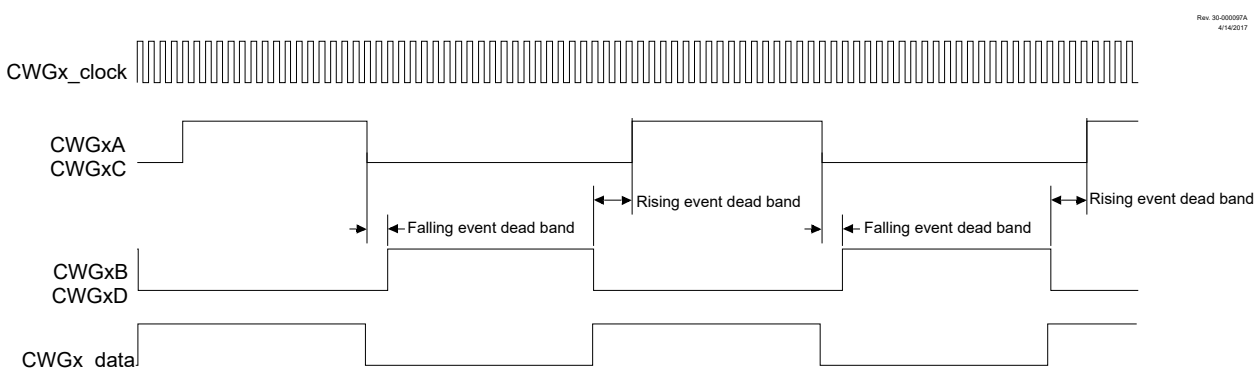 Rev. 30-000097A
4/14/2017
CWGx_clock
CWGxA
CWGxC
Rising event dead band
Rising event dead band
Falling event dead band
Falling event dead band
CWGxB
CWGxD
CWGx_data